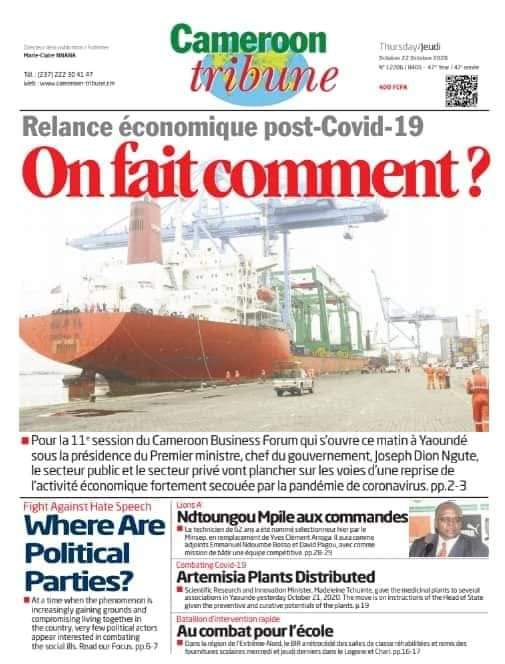 Directeur de la publication / Publisher
Marie-Claire NNANA
Tél : (237) 222 30 41 47
Web : www.cameroon-tribune.cm
Cameroon
tribune
Thursday/Jeudi
October 22 Octobre 2020
N° 12206 / 8405 - 47th Year / 47e année
400 FCFA
Relance économique post-Covid-19
On fait comment ?
Pour la 11e session du Cameroon Business Forum qui s'ouvre ce matin à Yaoundé
sous la présidence du Premier ministre, chef du gouvernement, Joseph Dion Ngute,
le secteur public et le secteur privé vont plancher sur les voies d'une reprise de
l'activité économique fortement secouée par la pandémie de coronavirus. pp.2-3
Fight Against Hate Speech
Where Are
Political
Parties?
At a time when the phenomenon is
increasingly gaining grounds and
compromising living together in
the country, very few political actors
appear interested in combating
the social ills. Read our Focus. pp.6-7
Lions A'
Ndtoungou Mpile aux commandes
Le technicien de 62 ans a été nommé sélectionneur hier par le
Minsep, en remplacement de Yves Clément Arroga. Il aura comme
adjoints Emmanuel Ndoumbe Bosso et David Pagou, avec comme
mission de bâtir une équipe compétitive. pp.28-29
Combating Covid-19
Artemisia Plants Distributed
Scientific Research and Innovation Minister, Madeleine Tchuinte, gave the medicinal plants to several
associations in Yaounde yesterday October 21, 2020. The move is on instructions of the Head of State
given the preventive and curative potentials of the plants. p.19
Bataillon d'intervention rapide
Au combat pour l'école
Dans la région de l'Extrême-Nord, le BIR a rétrocédé des salles de classe réhabilitées et remis des
fournitures scolaires mercredi et jeudi derniers dans le Logone et Chari. pp.16-17